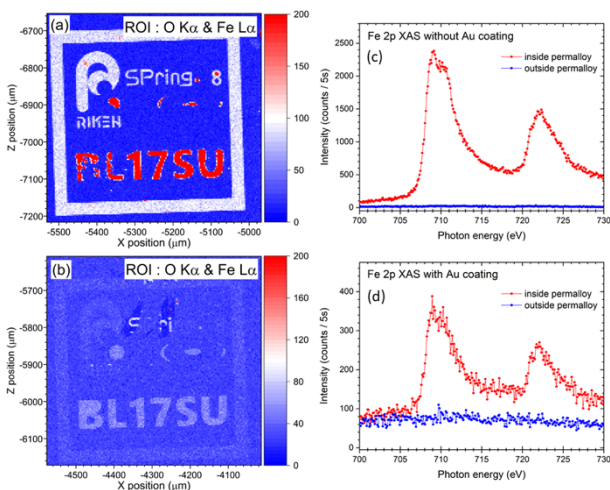 (a) ROI : O Kα & Fe Lα
SPring. 8
RIKEN
BL17SU
-6700
-6800
-6900
-7000
-7100
-7200
Z position (μm)
-5500 -5400 -5300 -5200 -5100 -5000
X position (μm)
200
150
100
50
0
Fe 2p XAS without Au coating
(c)
inside permalloy
outside permalloy
2500
2000
1500
1000
500
0
Intensity (counts / 5s)
700 705 710 715 720 725 730
Photon energy (eV)
(b) ROI : O Kα & Fe Lα
BL17SU
-5700
-5800
-5900
-6000
-6100
Z position (μm)
-4500 -4400 -4300 -4200 -4100
X position (μm)
200
150
100
50
0
Fe 2p XAS with Au coating
(d)
inside permalloy
outside permalloy
400
300
200
100
0
Intensity (counts / 5s)
700 705 710 715 720 725 730
Photon energy (eV)